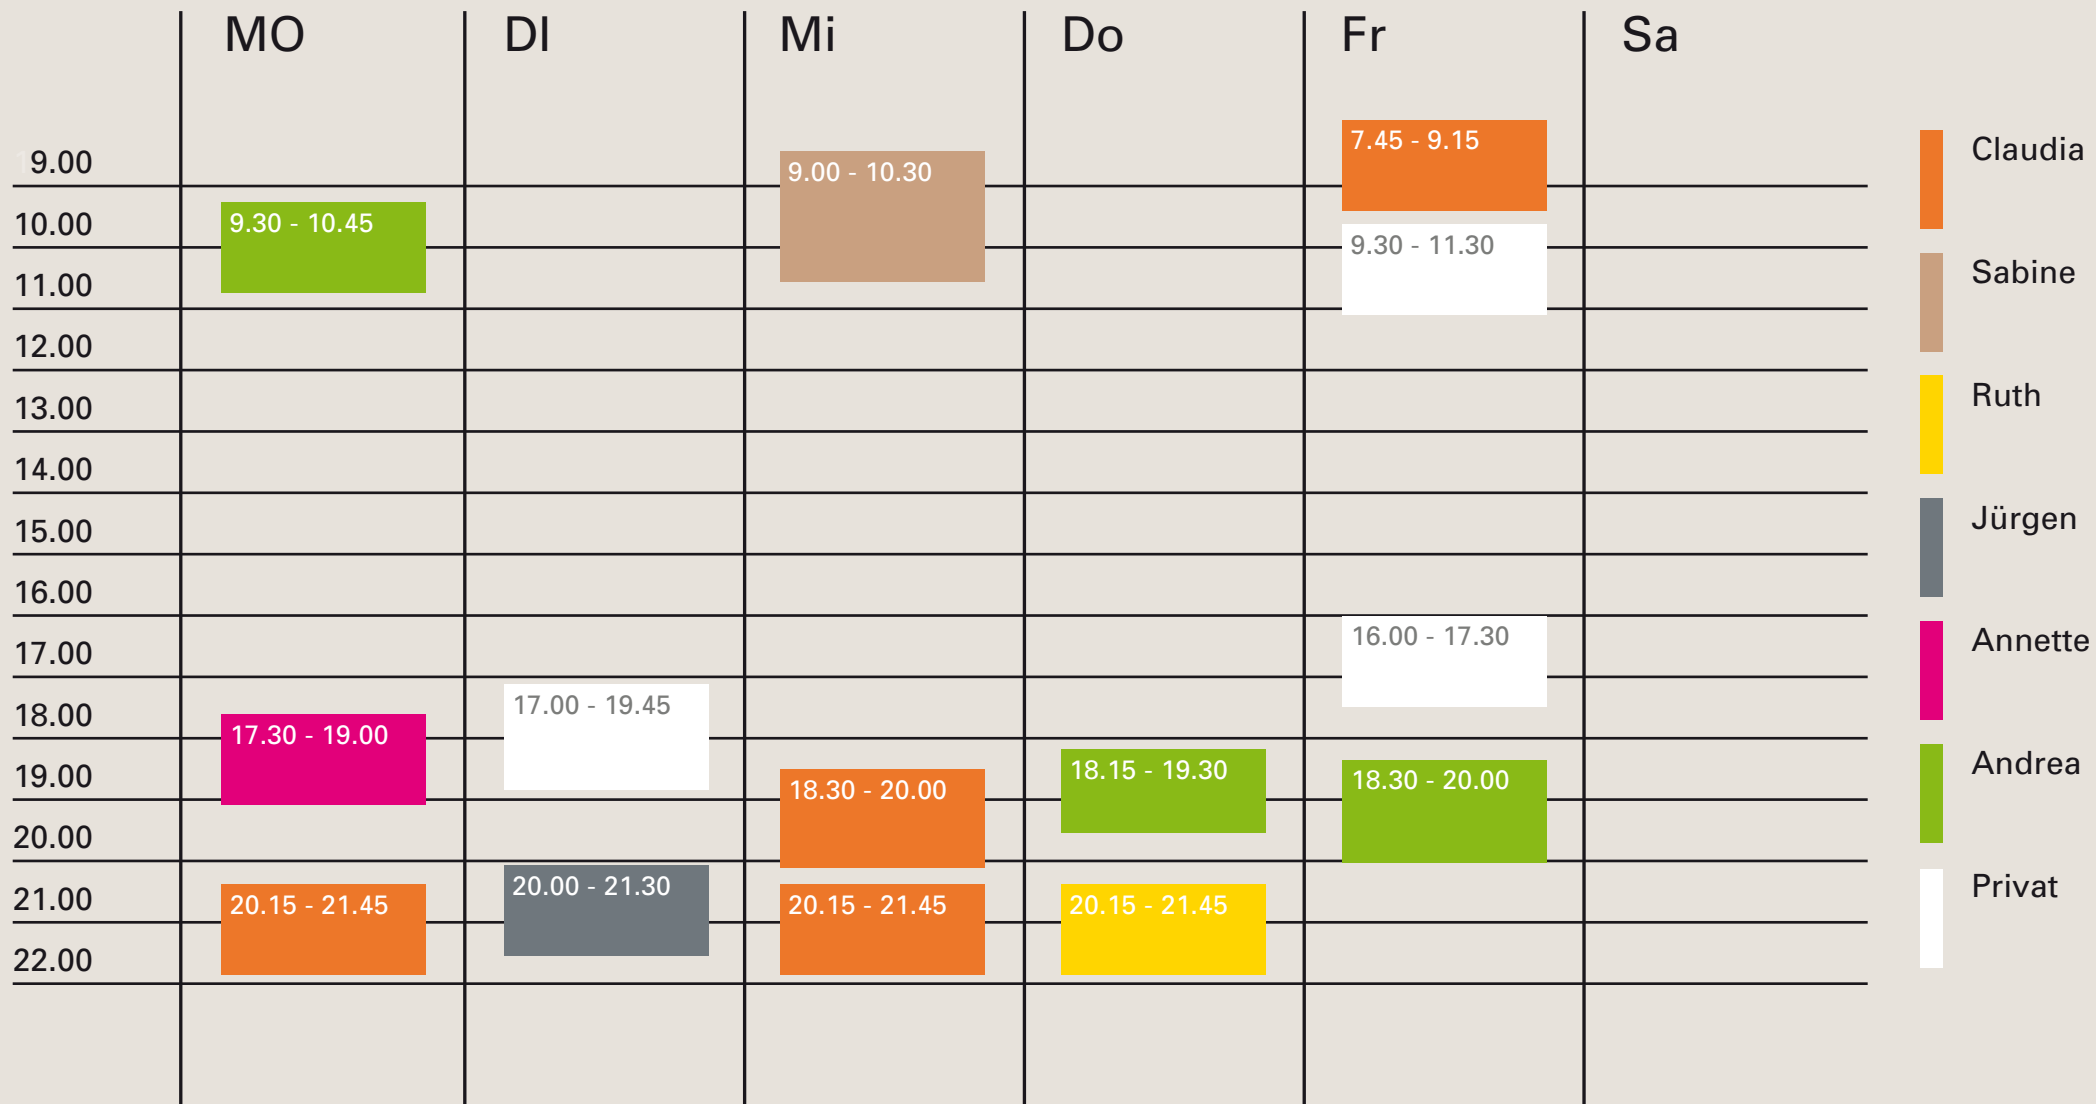 MO DI Mi Do Fr Sa
7.45 - 9.15
Claudia
19.00
9.00 - 10.30
10.00
9.30 - 10.45
9.30 - 11.30
Sabine
11.00
12.00
Ruth
13.00
14.00
15.00
Jürgen
16.00
16.00 - 17.30
Annette
17.00
17.00 - 19.45
18.00
17.30 - 19.00
18.15 - 19.30
Andrea
19.00
18.30 - 20.00
18.30 - 20.00
20.00
20.00 - 21.30
Privat
21.00
20.15 - 21.45
20.15 - 21.45
20.15 - 21.45
22.00